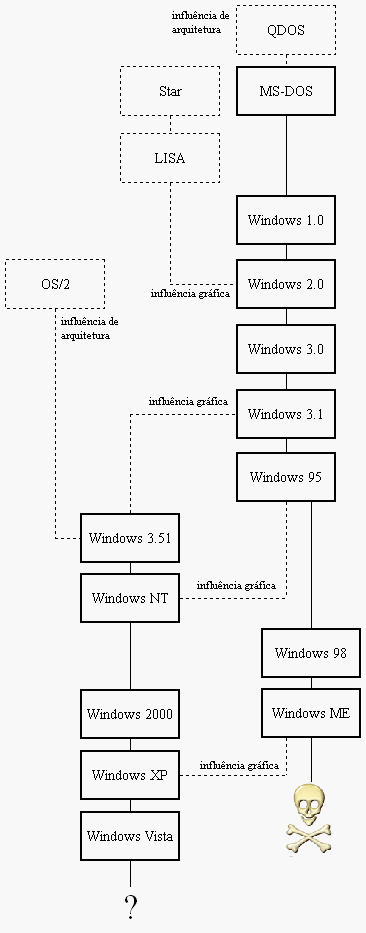 influência de
arquitetura
QDOS
MS-DOS
Star
LISA
Windows 1.0
Windows 2.0
influência gráfica
OS/2
influência de
arquitetura
Windows 3.0
Windows 3.1
influência gráfica
Windows 95
Windows 3.51
Windows NT
influência gráfica
Windows 98
Windows ME
Windows 2000
Windows XP
influência gráfica
Windows Vista
?